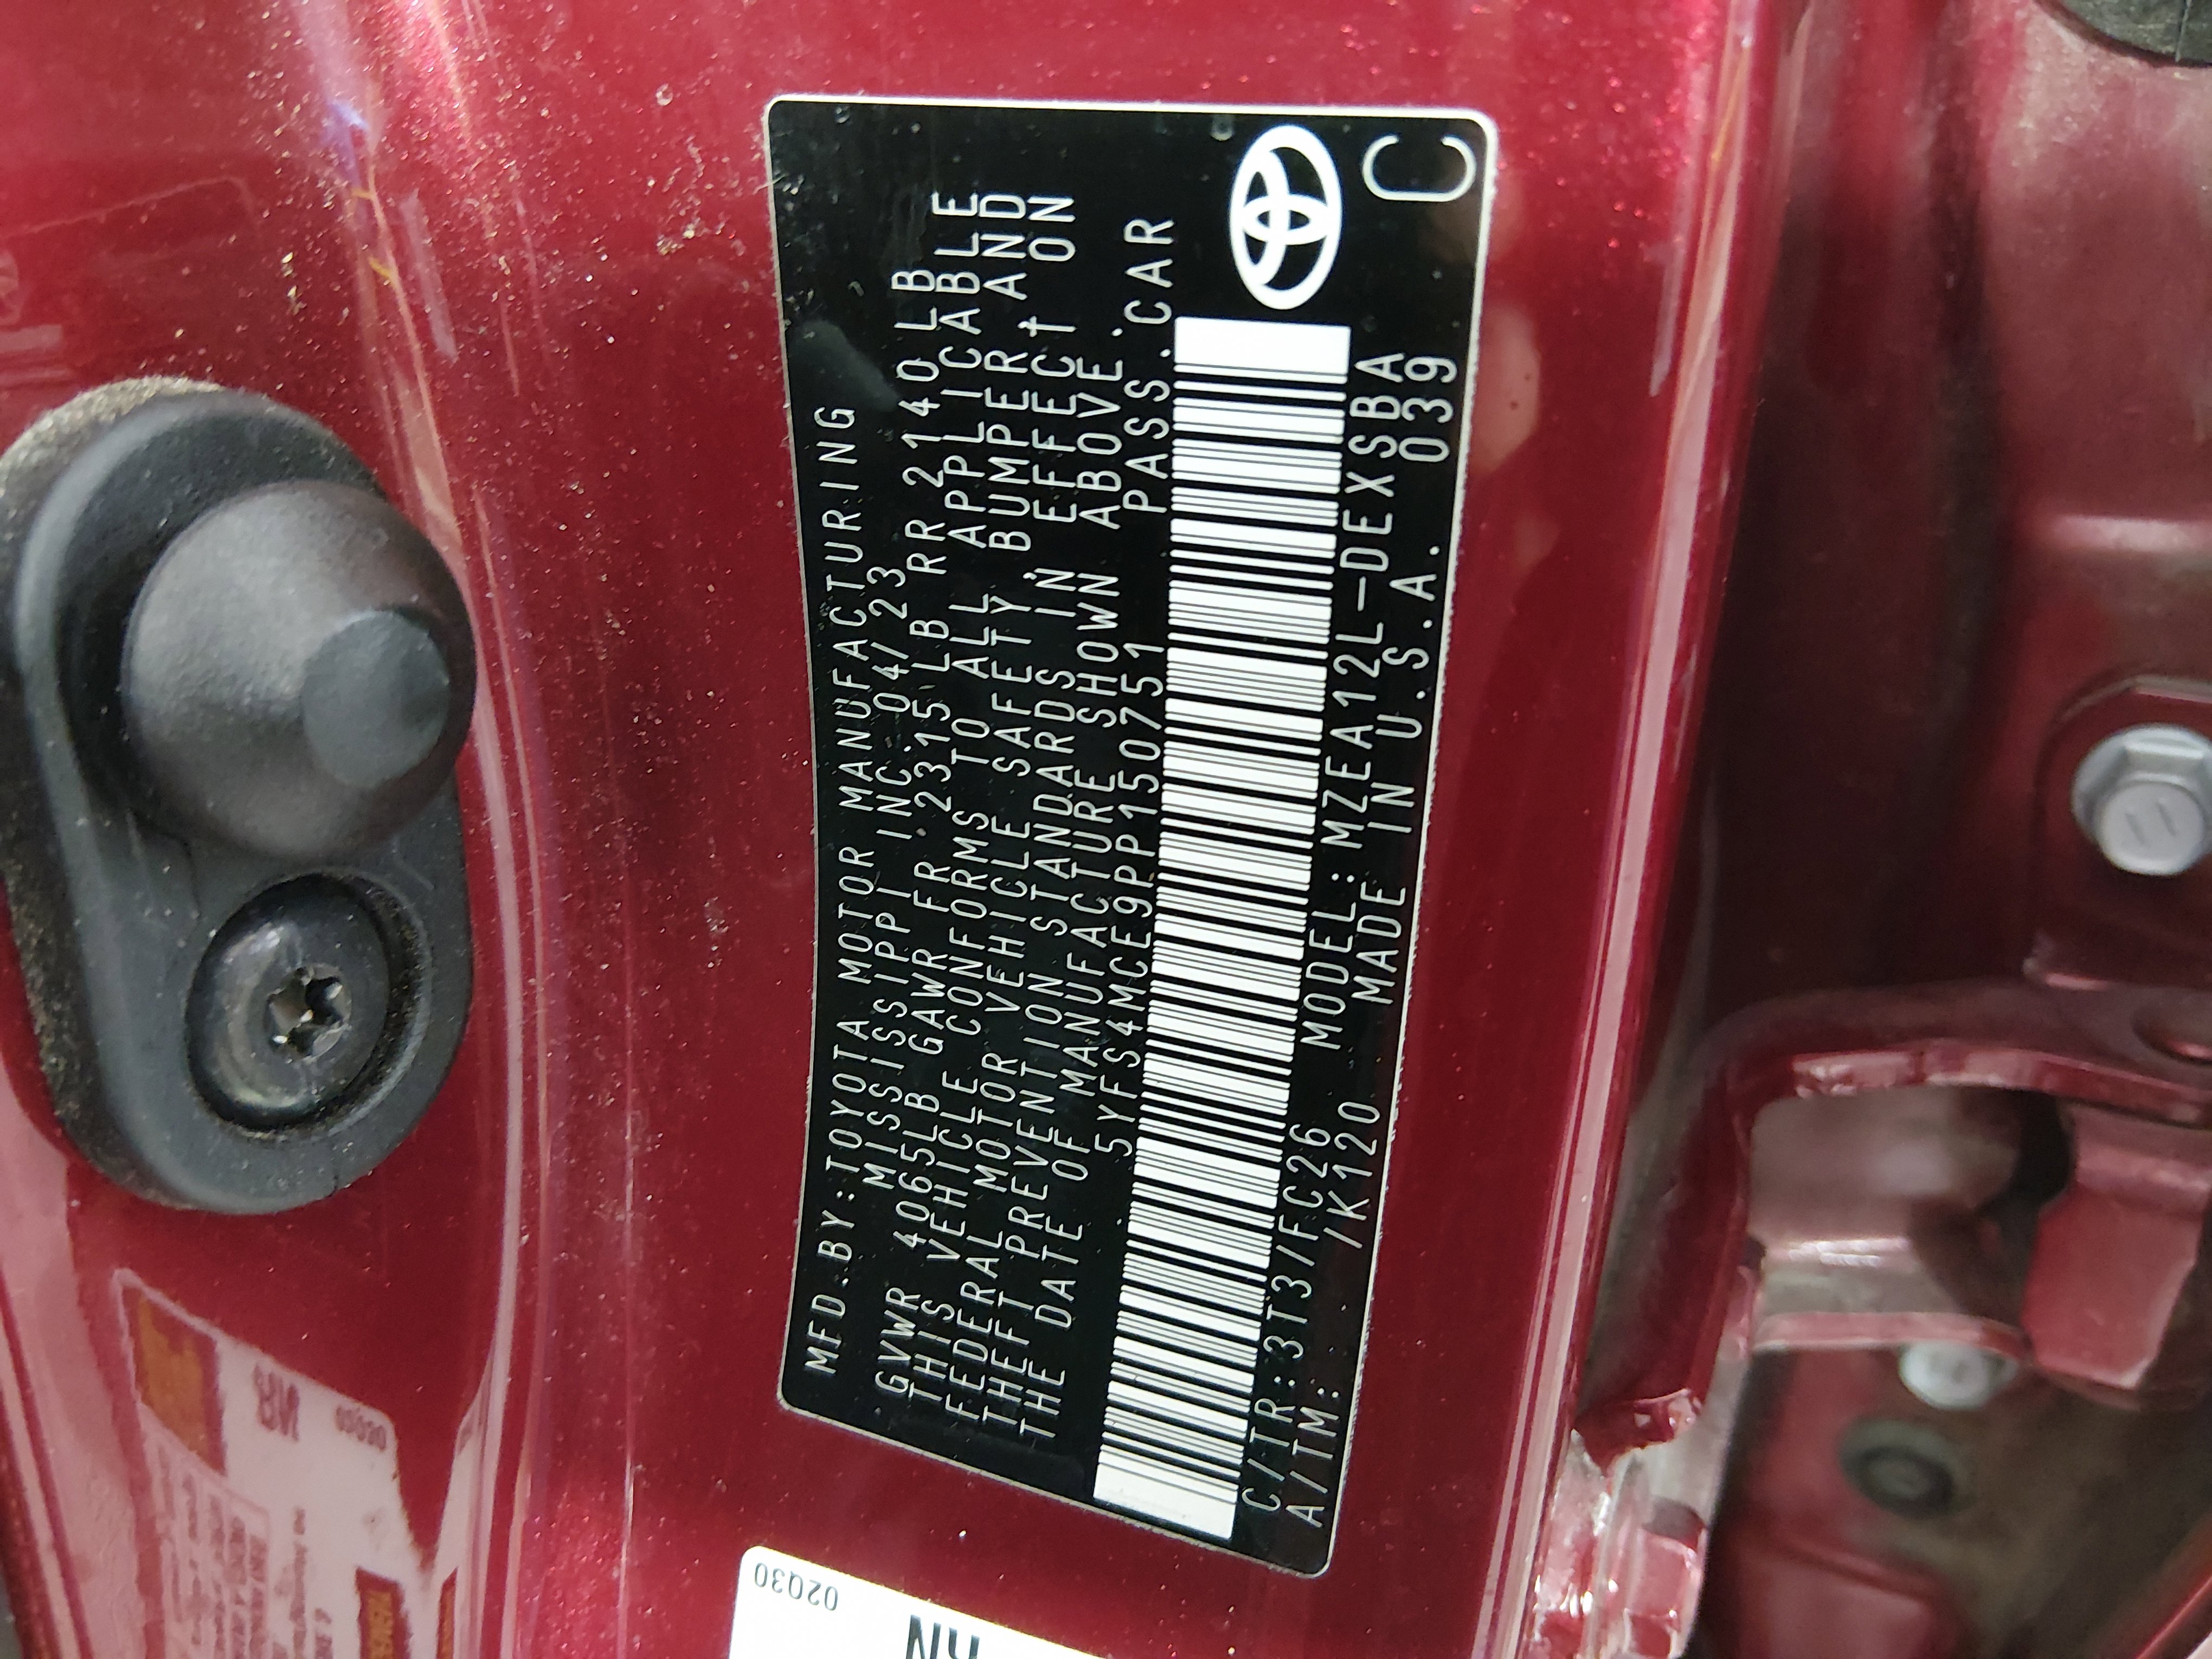 MFD.BY:TOYOTA MOTOR MANUFACTURING
MISSISSIPPI INC. 04/23
GVWR 4065LB GAWR FR 2315LB RR 2140LB
THIS VEHICLE CONFORMS TO ALL APPLICABLE
FEDERAL MOTOR VEHICLE SAFETY, BUMPER, AND
THEFT PREVENTION STANDARDS IN EFFECT ON
THE DATE OF MANUFACTURE SHOWN ABOVE.
5YFS4MCE9PP150751 PASS.CAR
C/TR:3T3/FC26 MODEL:MZEA12L-DEXSBA
A/TM: /K120 MADE IN U.S.A. 039
C
02Q30